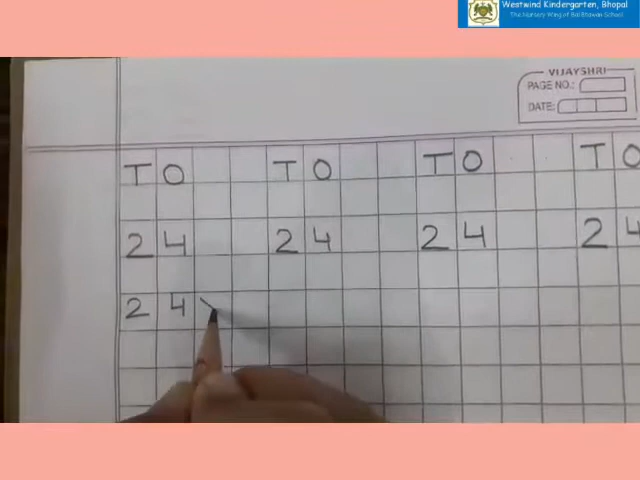 Westwind Kindergarten, Bhopal
The Nursery Wing of Bal Bhawan School
VIJAYSHRI
PAGE NO.:
DATE:
T O T O T O T O
2 4 2 4 2 4 2 4
2 4